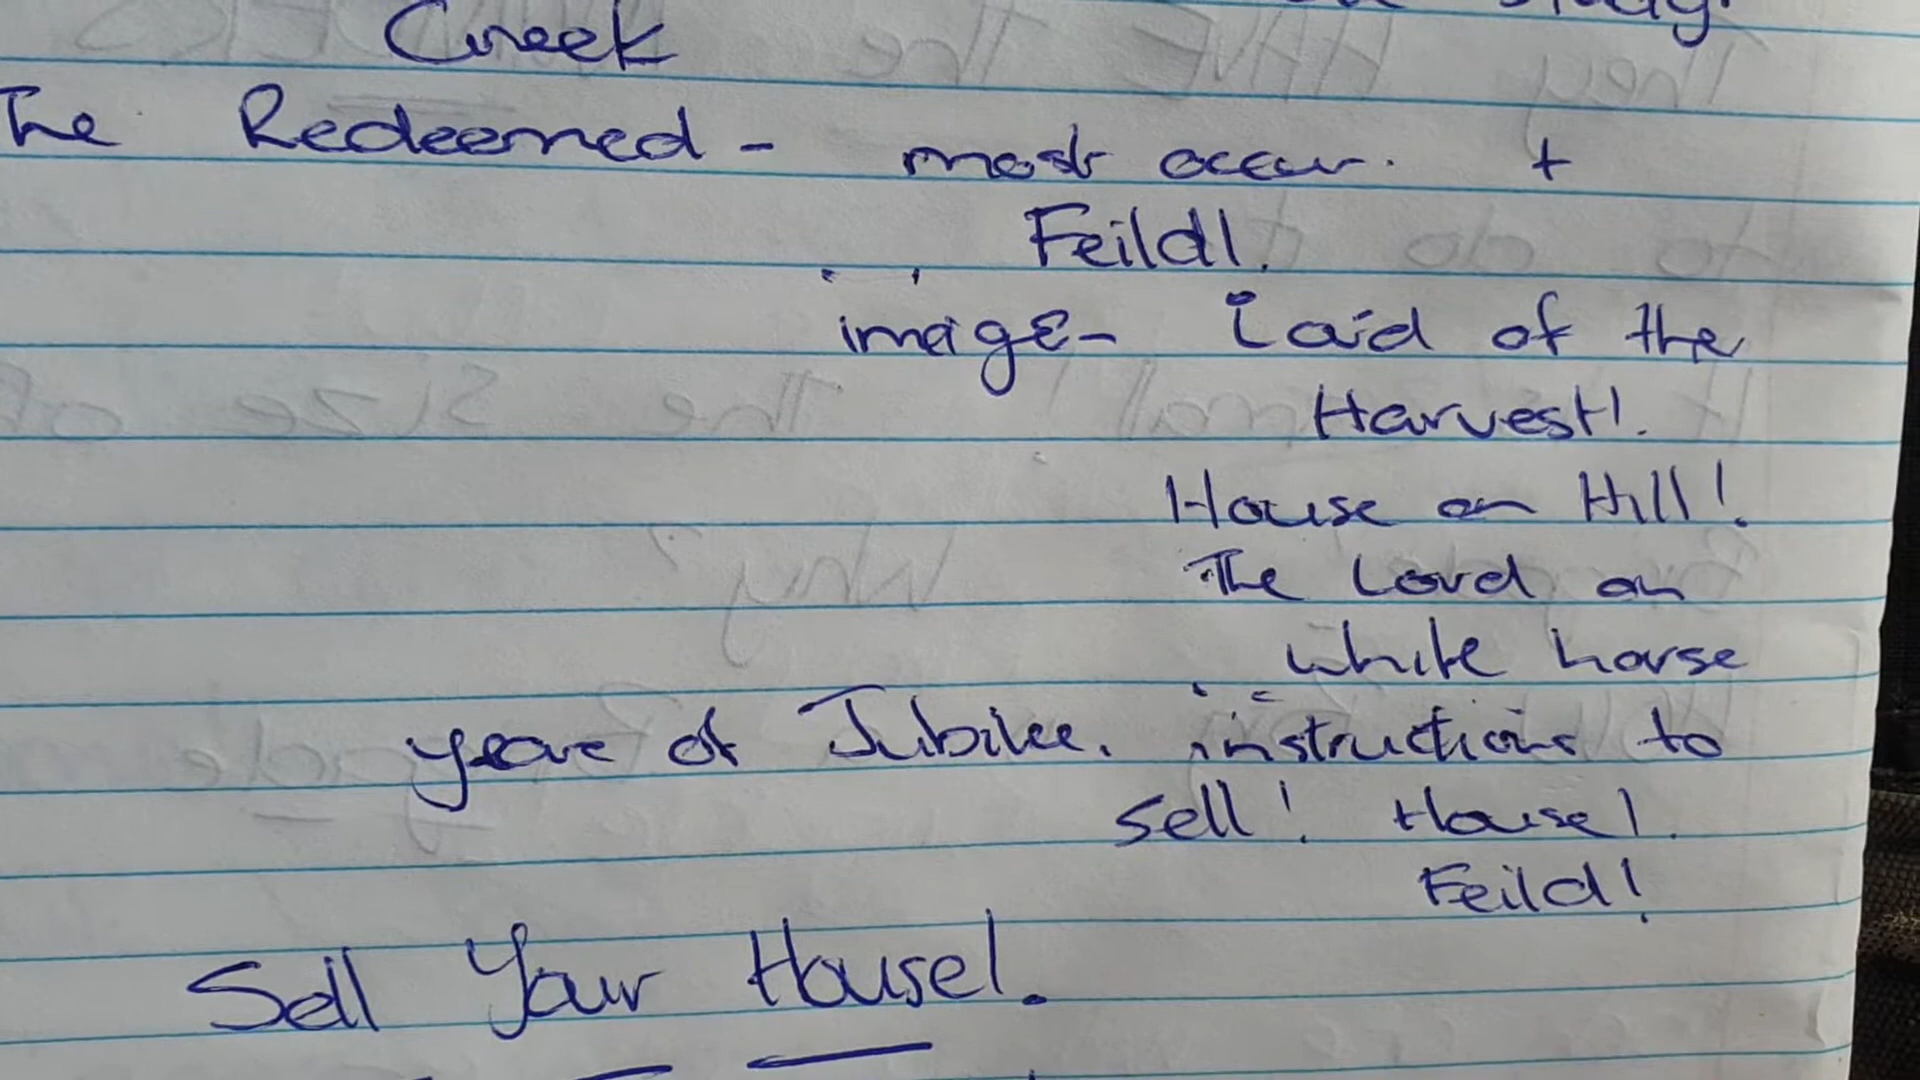 study.
Creek
The Redeemed - most occur. +
Feild!.
image - Laid of the
Harvest!.
House on Hill!.
The Lord on
white horse
year of Jubilee. instructions to
sell! House!.
Feild!
Sell Your House!.